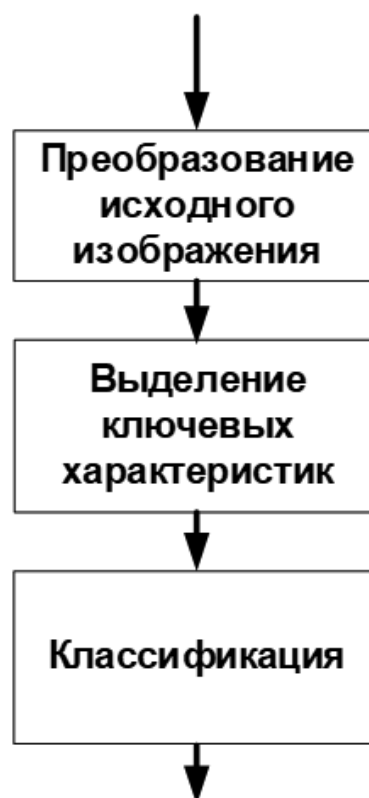 Преобразование
исходного
изображения
Выделение
ключевых
характеристик
Классификация